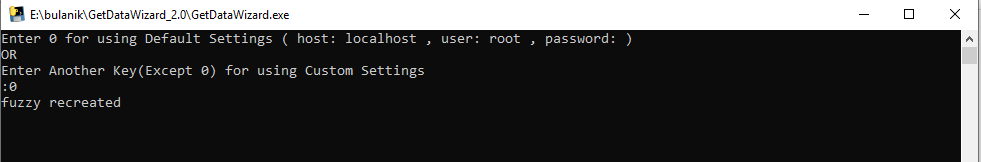 E:\bulanik\GetDataWizard_2.0\GetDataWizard.exe
Enter 0 for using Default Settings ( host: localhost , user: root , password: )
OR
Enter Another Key(Except 0) for using Custom Settings
:0
fuzzy recreated